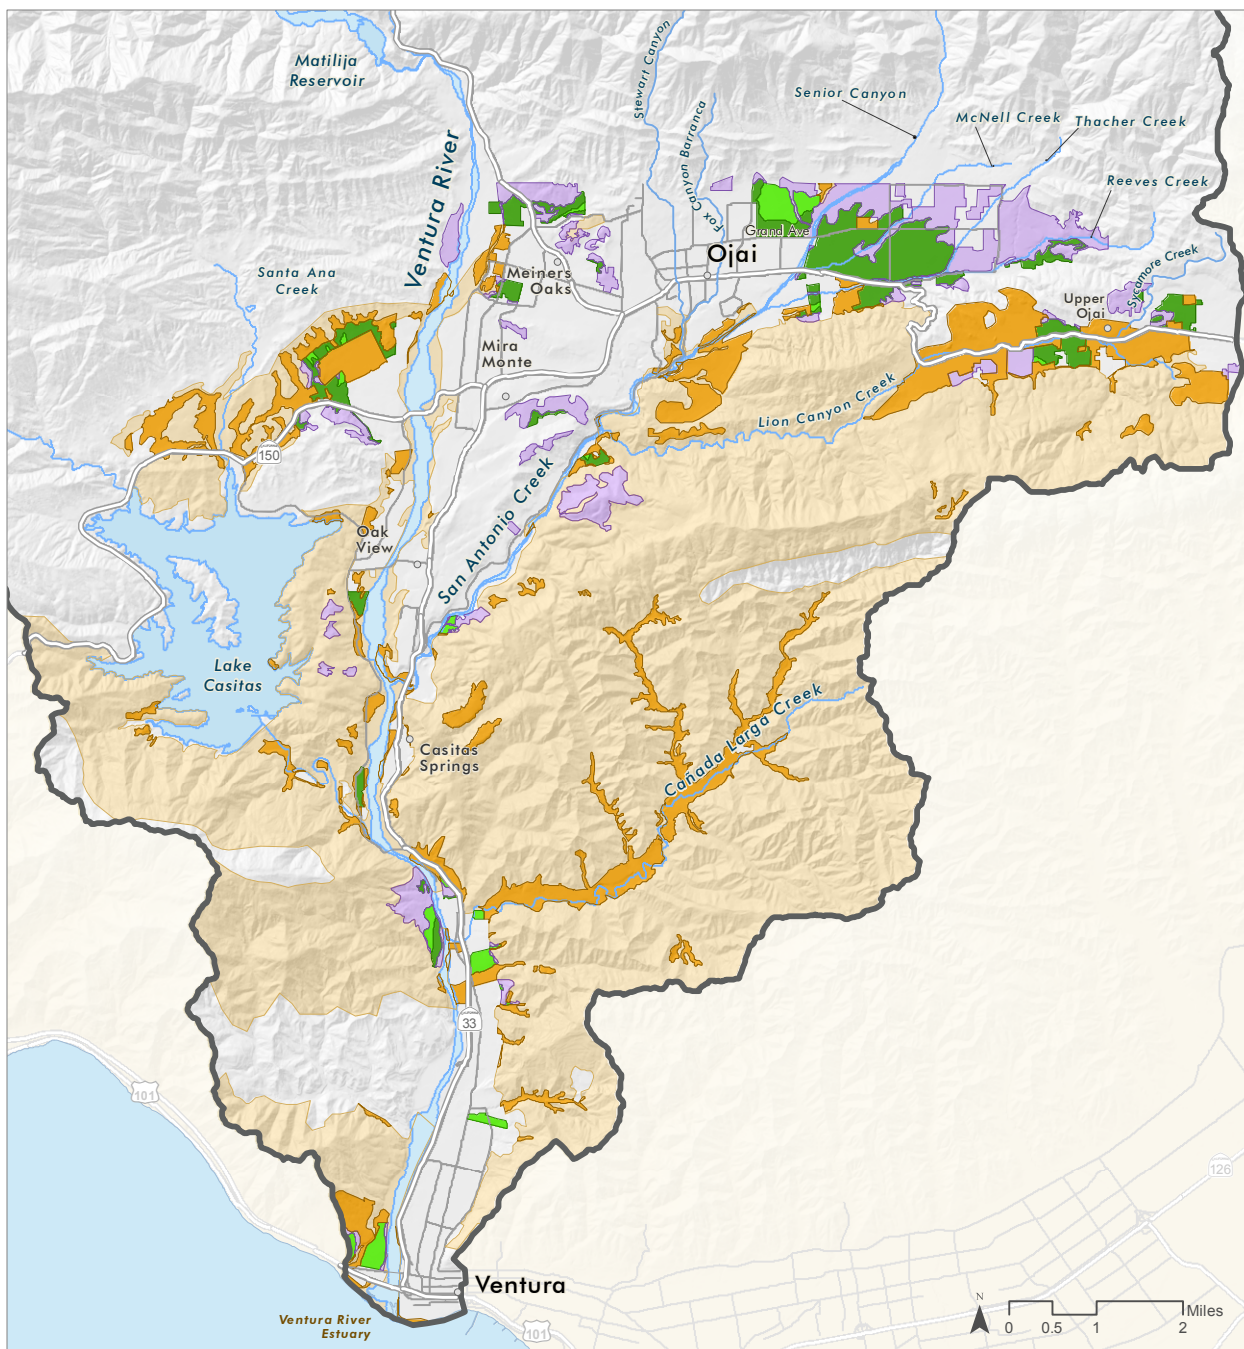 Matilija
Reservoir
Stewart Canyon
Senior Canyon
Fox Canyon Barranca
McNell Creek
Thacher Creek
Ventura River
Reeves Creek
Grand Ave
Ojai
Santa Ana
Creek
Meiners
Oaks
Sycamore Creek
Upper
Ojai
Mira
Monte
Lion Canyon Creek
150
San Antonio Creek
Oak
View
Lake
Casitas
Cañada Larga Creek
Casitas
Springs
33
101
126
Ventura
Ventura River
Estuary
101
N
Miles
0 0.5 1 2